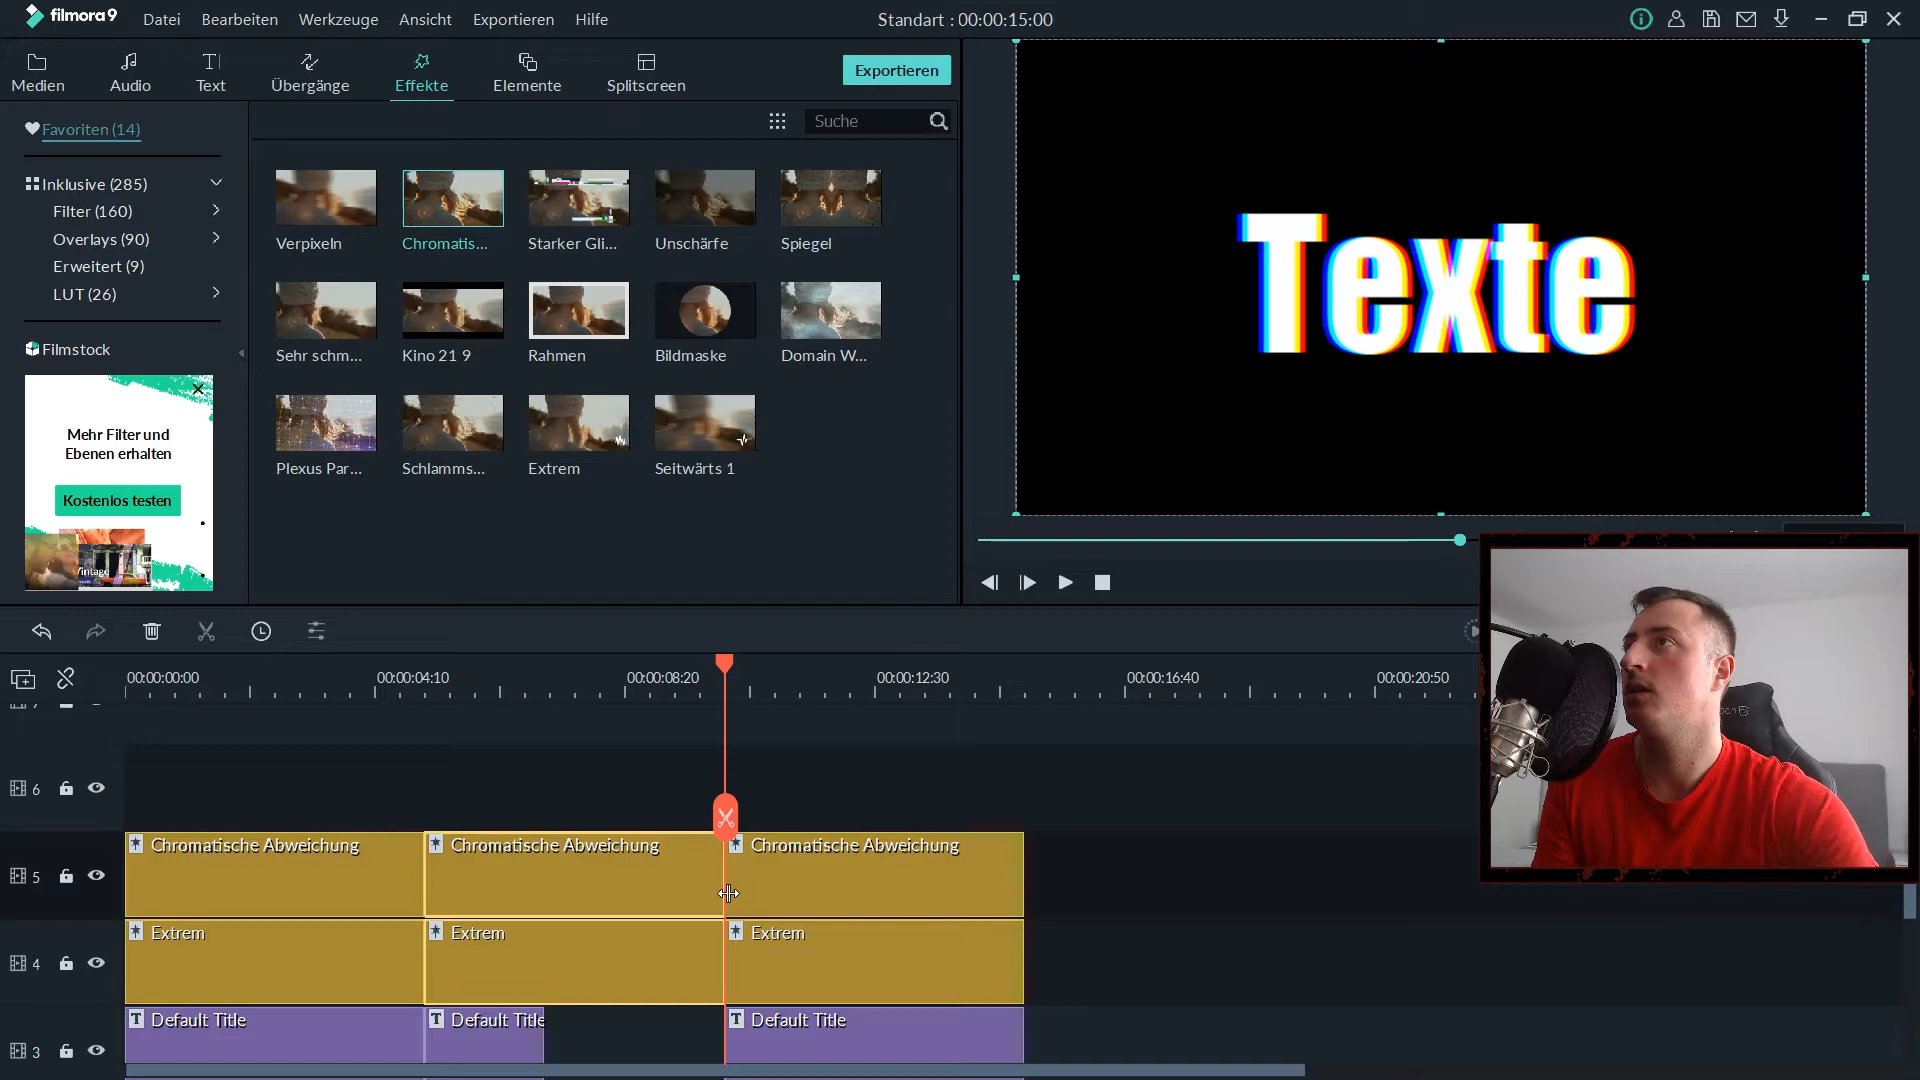 filmora9
Datei Bearbeiten Werkzeuge Ansicht Exportieren Hilfe
Standart : 00:00:15:00
Medien Audio Text Übergänge Effekte Elemente Splitscreen
Exportieren
Favoriten (14)
Suche
Inklusive (285)
Filter (160)
Overlays (90)
Erweitert (9)
LUT (26)
Filmstock
Mehr Filter und
Ebenen erhalten
Kostenlos testen
Vintage
Verpixeln Chromatis... Starker Gli... Unschärfe Spiegel
Sehr schm... Kino 21 9 Rahmen Bildmaske Domain W...
Plexus Par... Schlamms... Extrem Seitwärts 1
Texte
00:00:00:00 00:00:04:10 00:00:08:20 00:00:12:30 00:00:16:40 00:00:20:50
6
Chromatische Abweichung Chromatische Abweichung Chromatische Abweichung
5
Extrem Extrem Extrem
4
Default Title Default Title Default Title
3